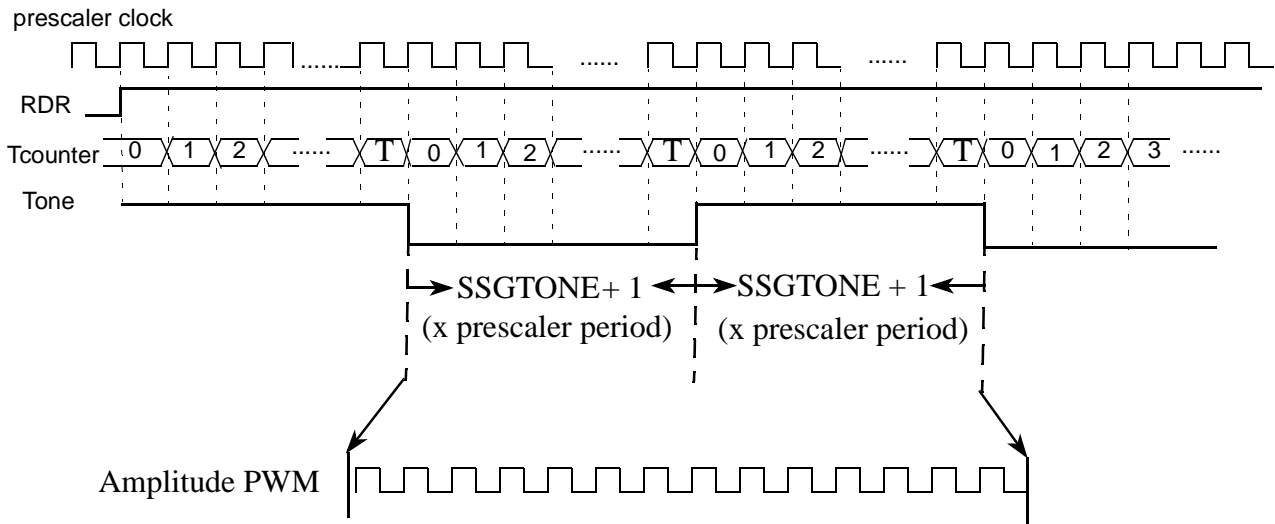 prescaler clock
...... ...... ......
RDR
Tcounter 0 1 2 ...... T 0 1 2 ...... T 0 1 2 ...... T 0 1 2 3 ......
Tone
SSGTONE+ 1 SSGTONE + 1
(x prescaler period) (x prescaler period)
Amplitude PWM